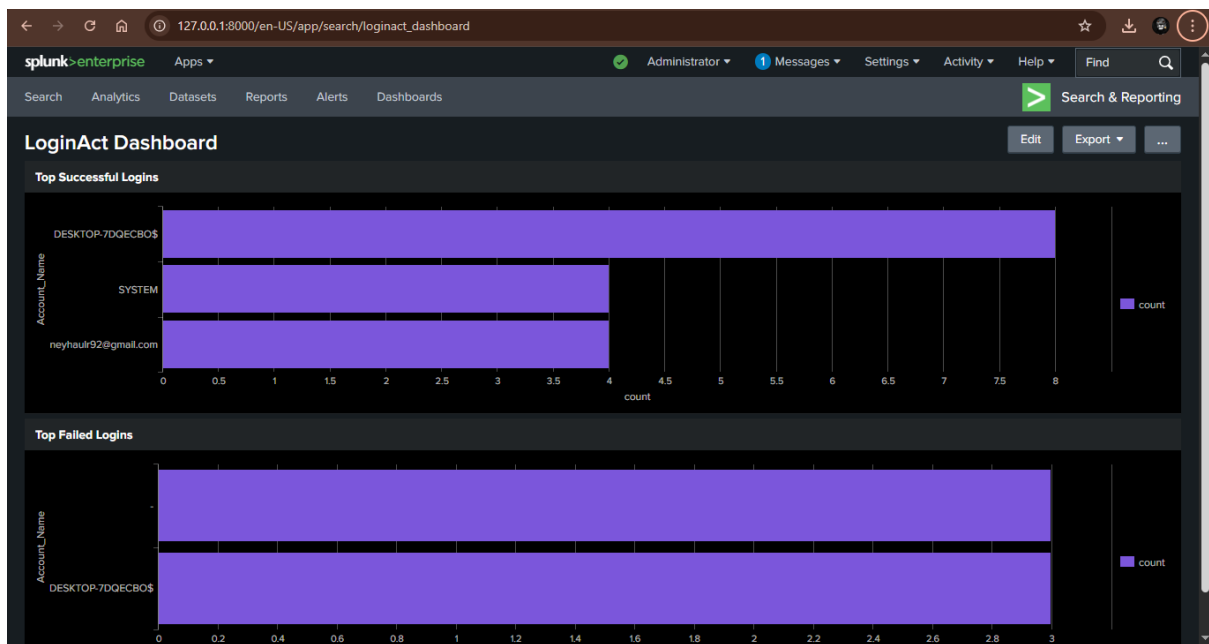 127.0.0.1:8000/en-US/app/search/loginact_dashboard
splunk>enterprise Apps Administrator 1 Messages Settings Activity Help Find
Search Analytics Datasets Reports Alerts Dashboards Search & Reporting
LoginAct Dashboard Edit Export ...
Top Successful Logins
Account_Name
DESKTOP-7DQECBO$
SYSTEM
neyhaulr92@gmail.com
count
0 0.5 1 1.5 2 2.5 3 3.5 4 4.5 5 5.5 6 6.5 7 7.5 8
count
Top Failed Logins
Account_Name
-
DESKTOP-7DQECBO$
count
0 0.2 0.4 0.6 0.8 1 1.2 1.4 1.6 1.8 2 2.2 2.4 2.6 2.8 3